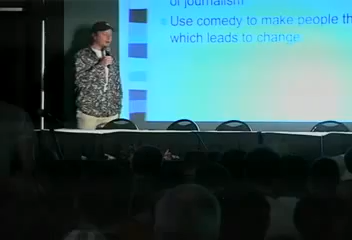 of journalism
Use comedy to make people th
which leads to change